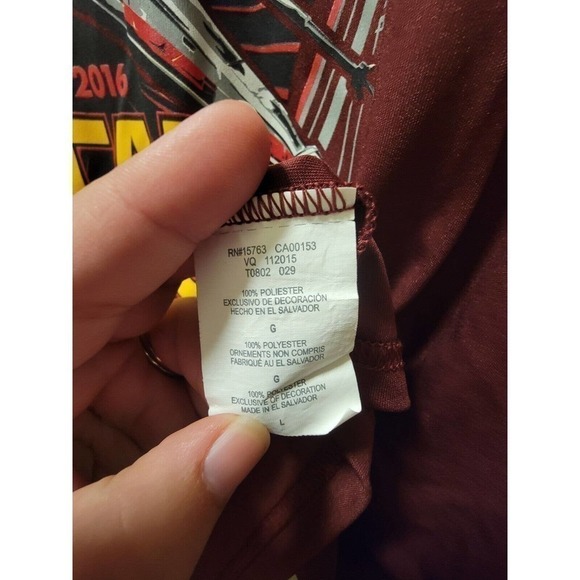 2016
RN#15763 CA00153
VQ 112015
T0802 029
100% POLIESTER
EXCLUSIVO DE DECORACIÓN
HECHO EN EL SALVADOR
G
100% POLYESTER
ORNEMENTS NON COMPRIS
FABRIQUÉ AU EL SALVADOR
G
100% POLYESTER
EXCLUSIVE OF DECORATION
MADE IN EL SALVADOR
L